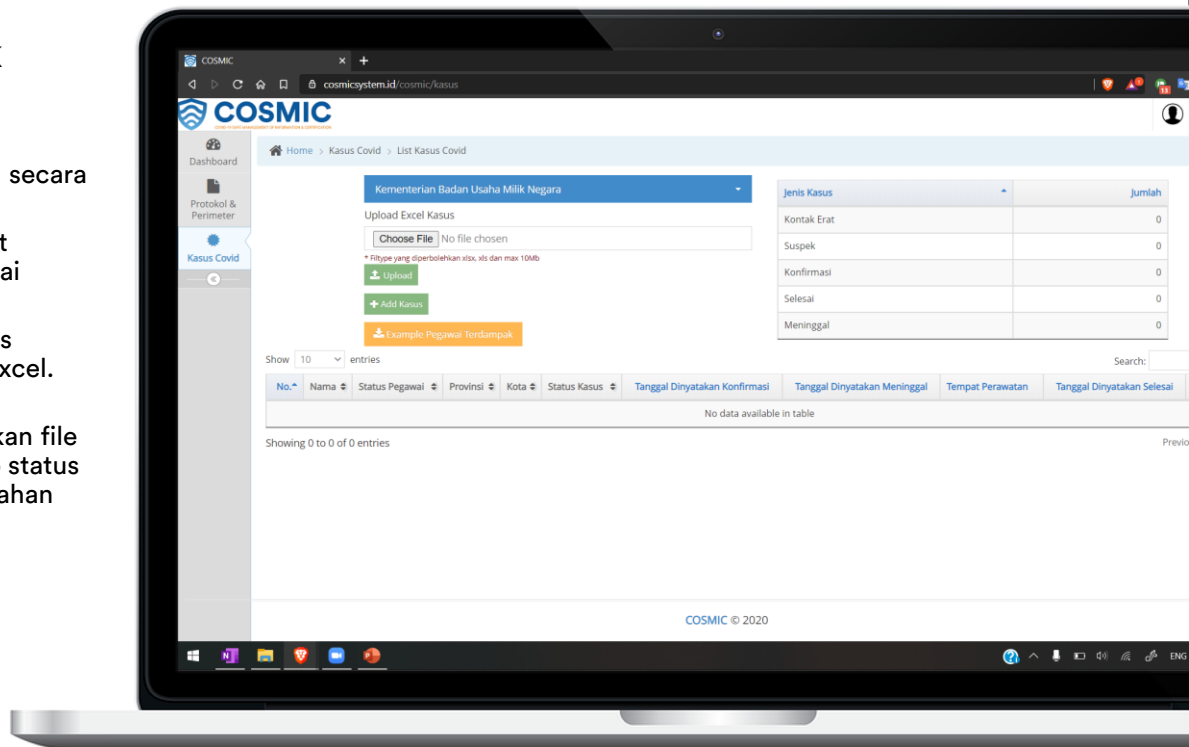 secara
t
ai
s
xcel.
kan file
status
ahan
COSMIC
cosmicsystem.id/cosmic/kasus
COSMIC
Dashboard
Protokol &
Perimeter
Kasus Covid
Home > Kasus Covid > List Kasus Covid
Kementerian Badan Usaha Milik Negara
Upload Excel Kasus
Choose File No file chosen
* Filtype yang diperbolehkan xlsx, xls dan max 10Mb
Upload
+ Add Kasus
Example Pegawai Terdampak
Jenis Kasus Jumlah
Kontak Erat 0
Suspek 0
Konfirmasi 0
Selesai 0
Meninggal 0
Show 10 entries
Search:
No. Nama Status Pegawai Provinsi Kota Status Kasus Tanggal Dinyatakan Konfirmasi Tanggal Dinyatakan Meninggal Tempat Perawatan Tanggal Dinyatakan Selesai
No data available in table
Showing 0 to 0 of 0 entries
Previo
COSMIC © 2020
ENG